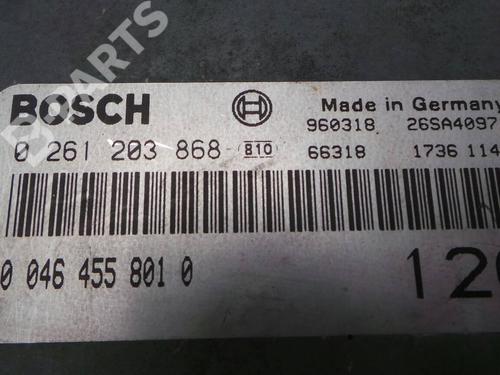 B PARTS
BOSCH
Made in Germany
960318 26SA4097
0 261 203 868 B10 66318 1736 114
0 046 455 801 0